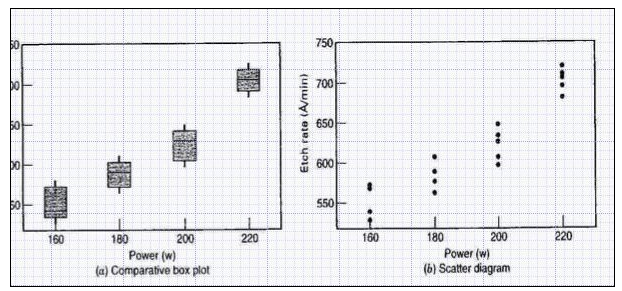 750
700
650
600
550
Etch rate (Å/min)
160 180 200 220
Power (w)
(a) Comparative box plot
160 180 200 220
Power (w)
(b) Scatter diagram